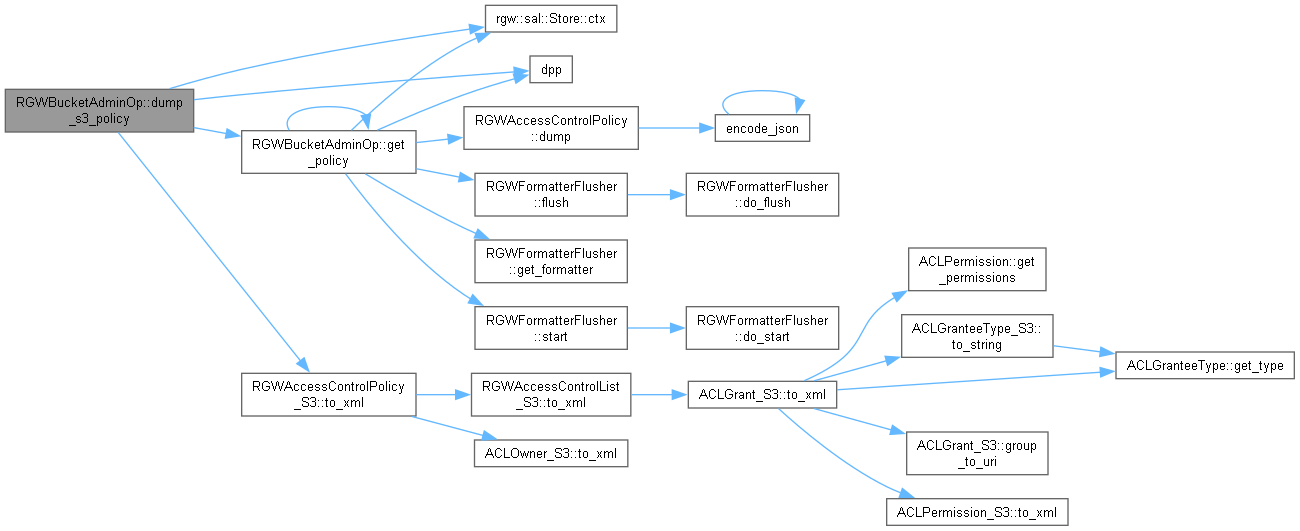 rgw::sal::Store::ctx
dpp
RGWBucketAdminOp::dump
_s3_policy
RGWBucketAdminOp::get
_policy
RGWAccessControlPolicy
::dump
encode_json
RGWFormatterFlusher
::flush
RGWFormatterFlusher
::do_flush
RGWFormatterFlusher
::get_formatter
RGWFormatterFlusher
::start
RGWFormatterFlusher
::do_start
RGWAccessControlPolicy
_S3::to_xml
RGWAccessControlList
_S3::to_xml
ACLOwner_S3::to_xml
ACLGrant_S3::to_xml
ACLPermission::get
_permissions
ACLGranteeType_S3::
to_string
ACLGranteeType::get_type
ACLGrant_S3::group
_to_uri
ACLPermission_S3::to_xml